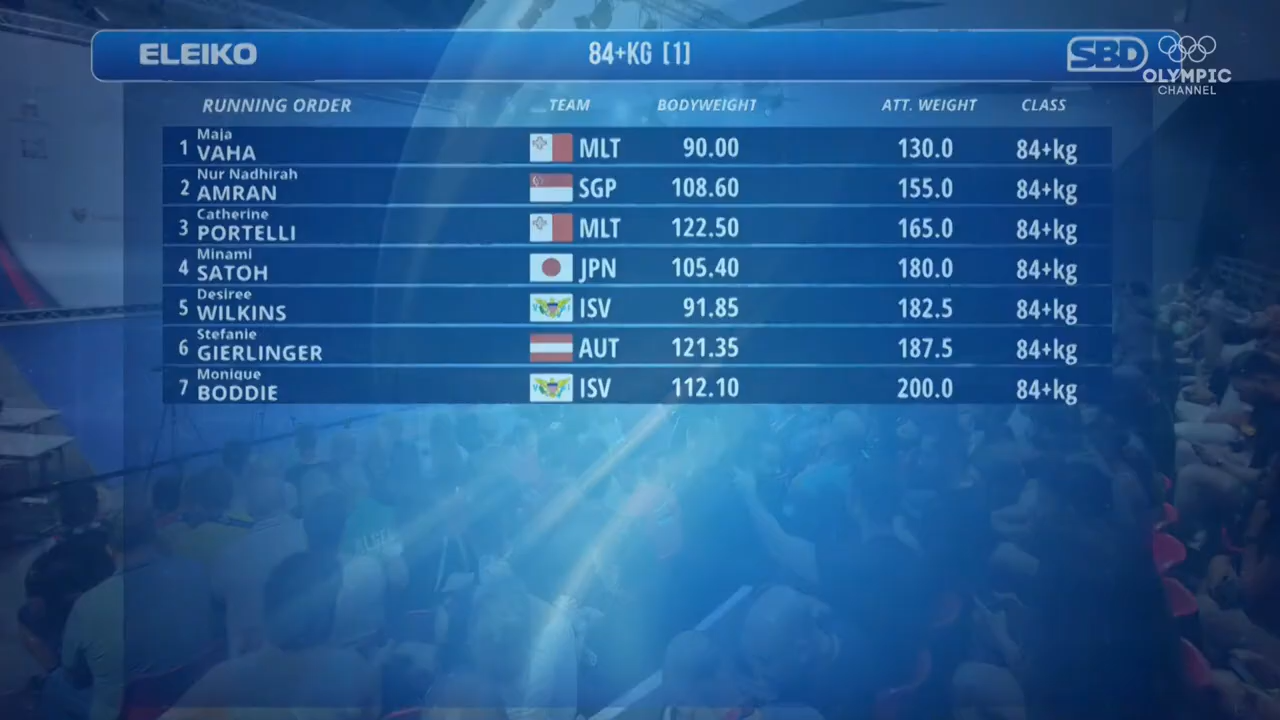 ELEIKO 84+KG [1] SBD
OLYMPIC
CHANNEL
RUNNING ORDER TEAM BODYWEIGHT ATT. WEIGHT CLASS
1 Maja VAHA MLT 90.00 130.0 84+kg
2 Nur Nadhirah AMRAN SGP 108.60 155.0 84+kg
3 Catherine PORTELLI MLT 122.50 165.0 84+kg
4 Minami SATOH JPN 105.40 180.0 84+kg
5 Desiree WILKINS ISV 91.85 182.5 84+kg
6 Stefanie GIERLINGER AUT 121.35 187.5 84+kg
7 Monique BODDIE ISV 112.10 200.0 84+kg